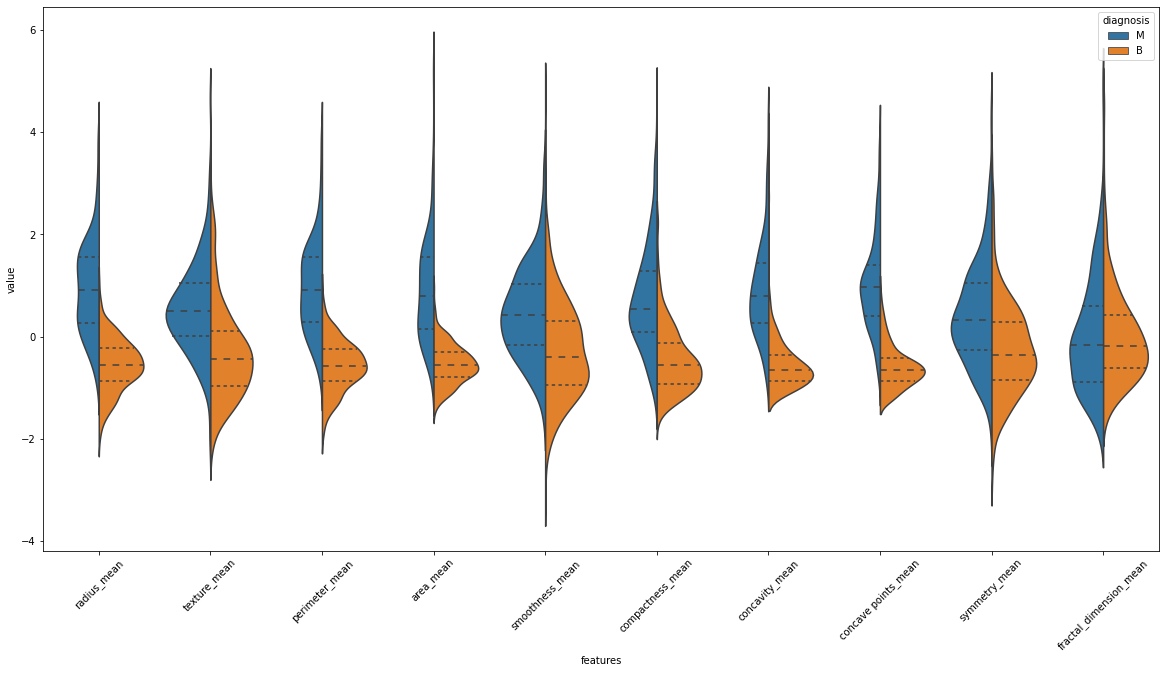 diagnosis
M
B
6
4
2
0
−2
−4
value
radius_mean
texture_mean
perimeter_mean
area_mean
smoothness_mean
compactness_mean
concavity_mean
concave points_mean
symmetry_mean
fractal_dimension_mean
features